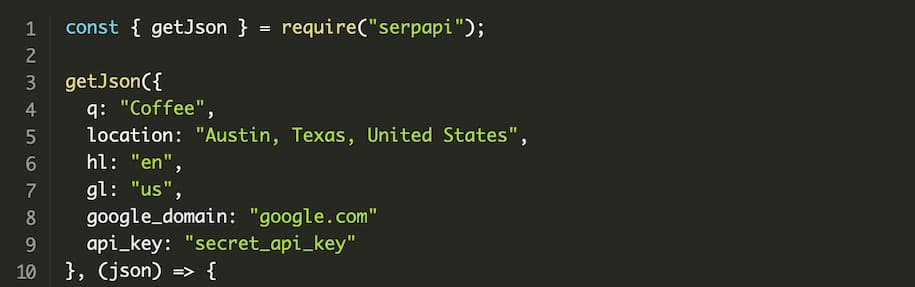 1 const { getJson } = require("serpapi");
2
3 getJson({
4   q: "Coffee",
5   location: "Austin, Texas, United States",
6   hl: "en",
7   gl: "us",
8   google_domain: "google.com"
9   api_key: "secret_api_key"
10 }, (json) => {